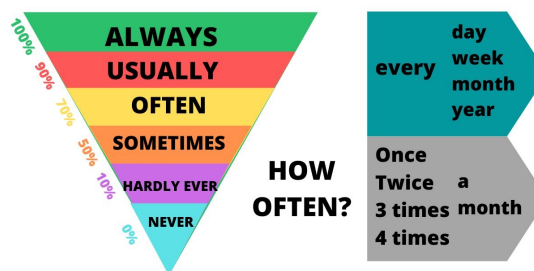 100% ALWAYS
90% USUALLY
70% OFTEN
50% SOMETIMES
10% HARDLY EVER
0% NEVER
HOW
OFTEN?
every
day
week
month
year
Once
Twice
3 times
4 times
a
month